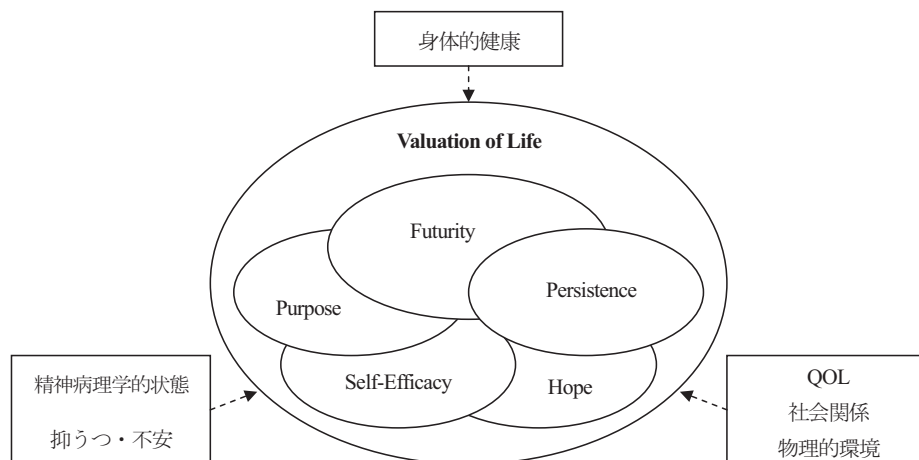 身体的健康
Valuation of Life
Futurity
Persistence
Purpose
Self-Efficacy
Hope
精神病理学的状態
抑うつ・不安
QOL
社会関係
物理的環境